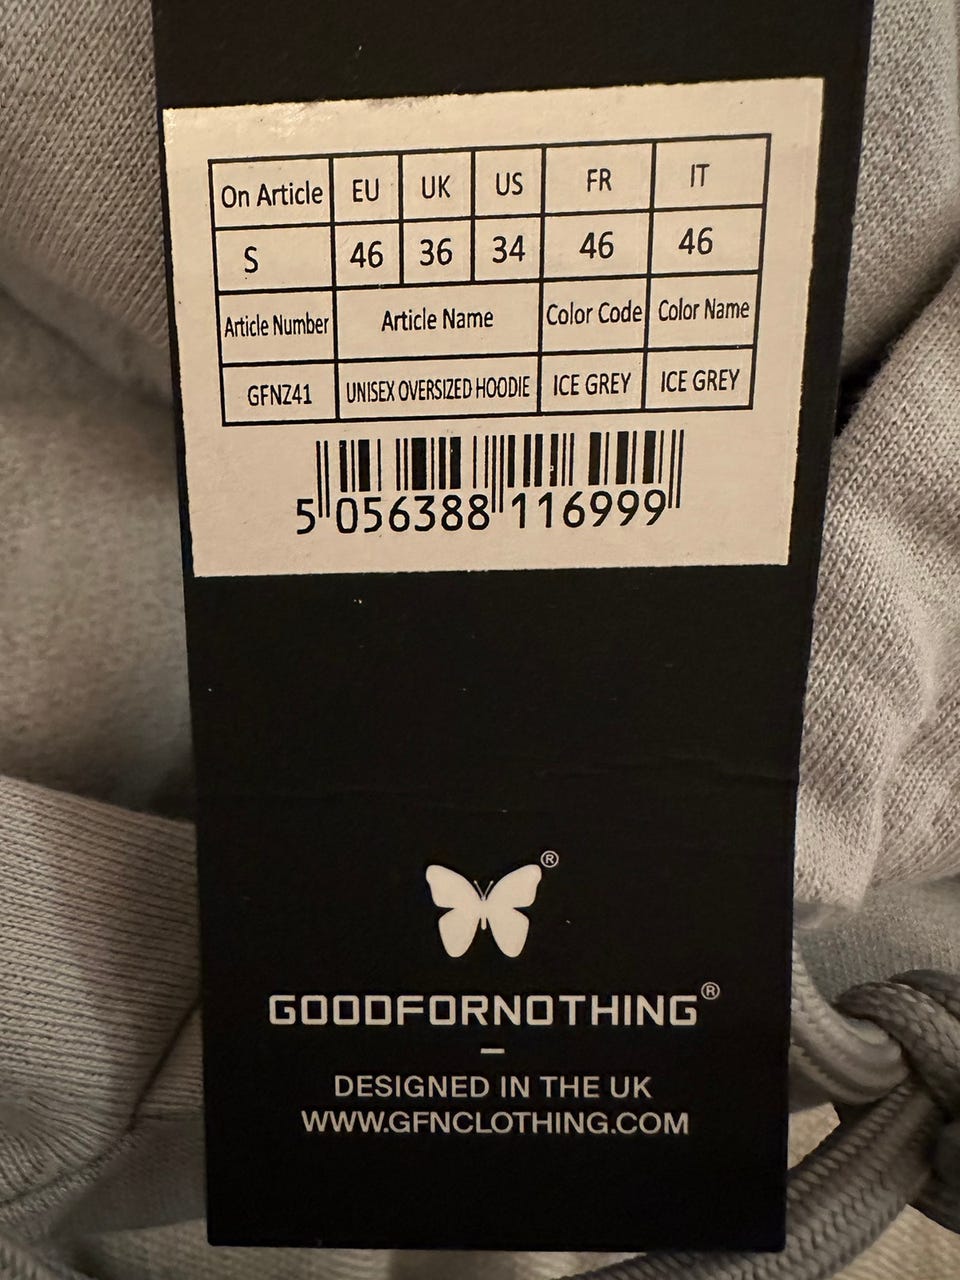 On Article EU UK US FR IT
S 46 36 34 46 46
Article Number Article Name Color Code Color Name
GFNZ41 UNISEX OVERSIZED HOODIE ICE GREY ICE GREY
5 056388 116999
®
GOODFORNOTHING®
DESIGNED IN THE UK
WWW.GFNCLOTHING.COM